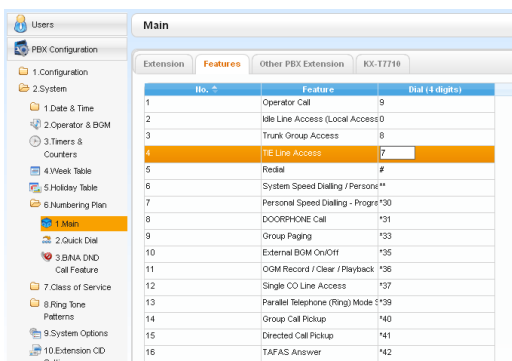 Users
Main
PBX Configuration
Extension Features Other PBX Extension KX-T7710
1.Configuration
2.System
No. Feature Dial (4 digits)
1 Operator Call 9
1.Date & Time
2 Idle Line Access (Local Access 0
2.Operator & BGM
3 Trunk Group Access 8
3.Timers &
Counters
4 TIE Line Access 7
4.Week Table
5 Redial #
5.Holiday Table
6 System Speed Dialling / Persona **
6.Numbering Plan
7 Personal Speed Dialling - Progra *30
1.Main
8 DOORPHONE Call *31
2.Quick Dial
9 Group Paging *33
3.B/NA DND
Call Feature
10 External BGM On/Off *35
11 OGM Record / Clear / Playback *36
7.Class of Service
12 Single CO Line Access *37
8.Ring Tone
Patterns
13 Parallel Telephone (Ring) Mode S *39
14 Group Call Pickup *40
9.System Options
15 Directed Call Pickup *41
10.Extension CID
16 TAFAS Answer *42